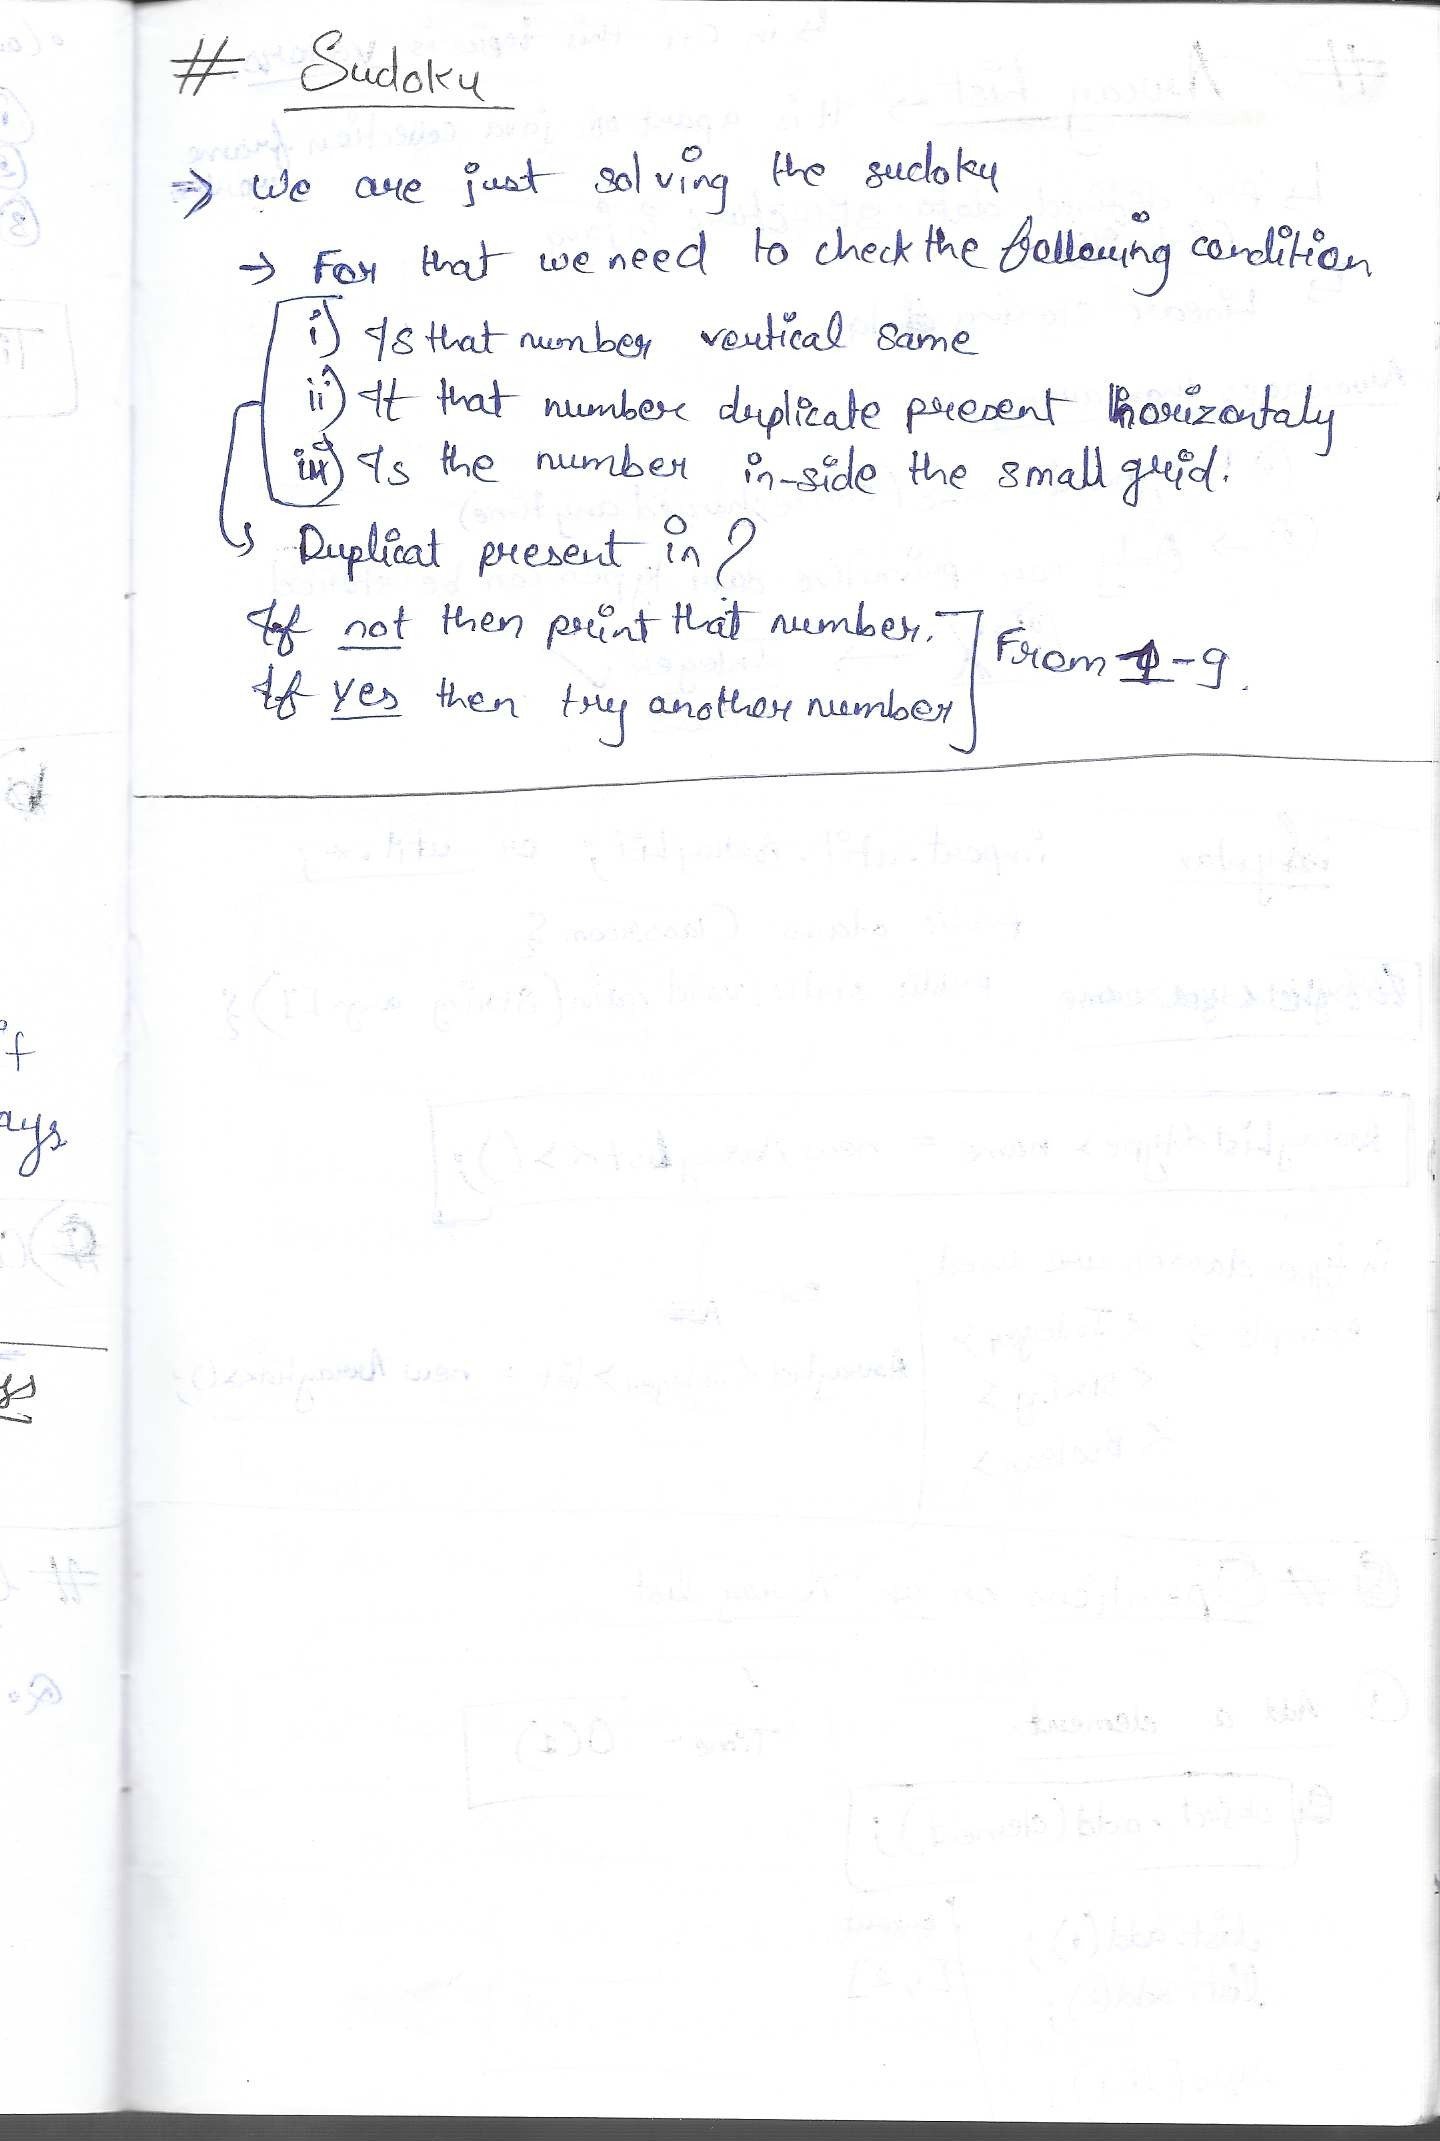 # Sudoku
⇒ We are just solving the sudoku
→ For that we need to check the following condition
i) Is that number vertical same
ii) It that number duplicate present horizontaly
iii) Is the number in-side the small grid.
↳ Duplicat present in?
If not then print that number.
If yes then try another number
From 1-9.
if
ays